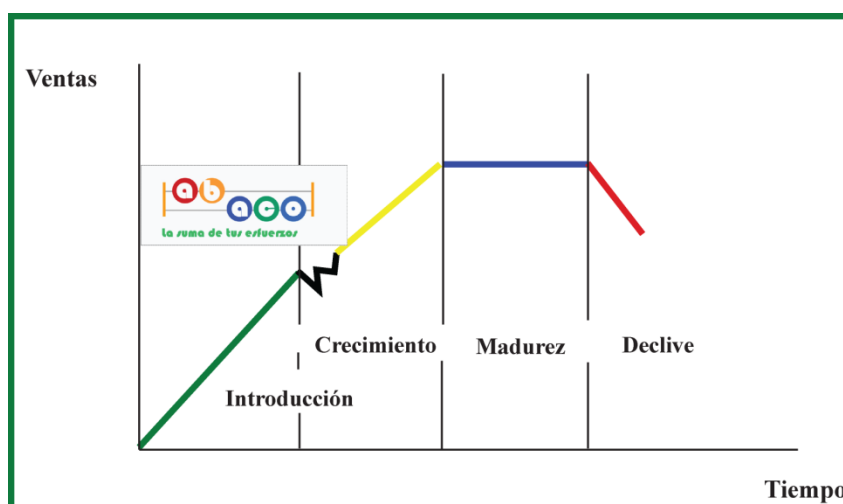 Ventas
abaco
La suma de tus esfuerzos
Crecimiento
Madurez
Declive
Introducción
Tiempo